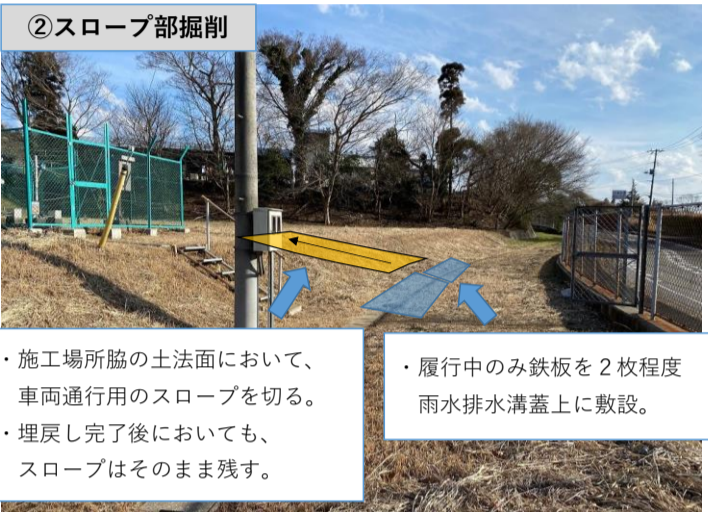 ②スロープ部掘削
・施工場所脇の土法面において、
車両通行用のスロープを切る。
・埋戻し完了後においても、
スロープはそのまま残す。
・履行中のみ鉄板を２枚程度
雨水排水溝蓋上に敷設。